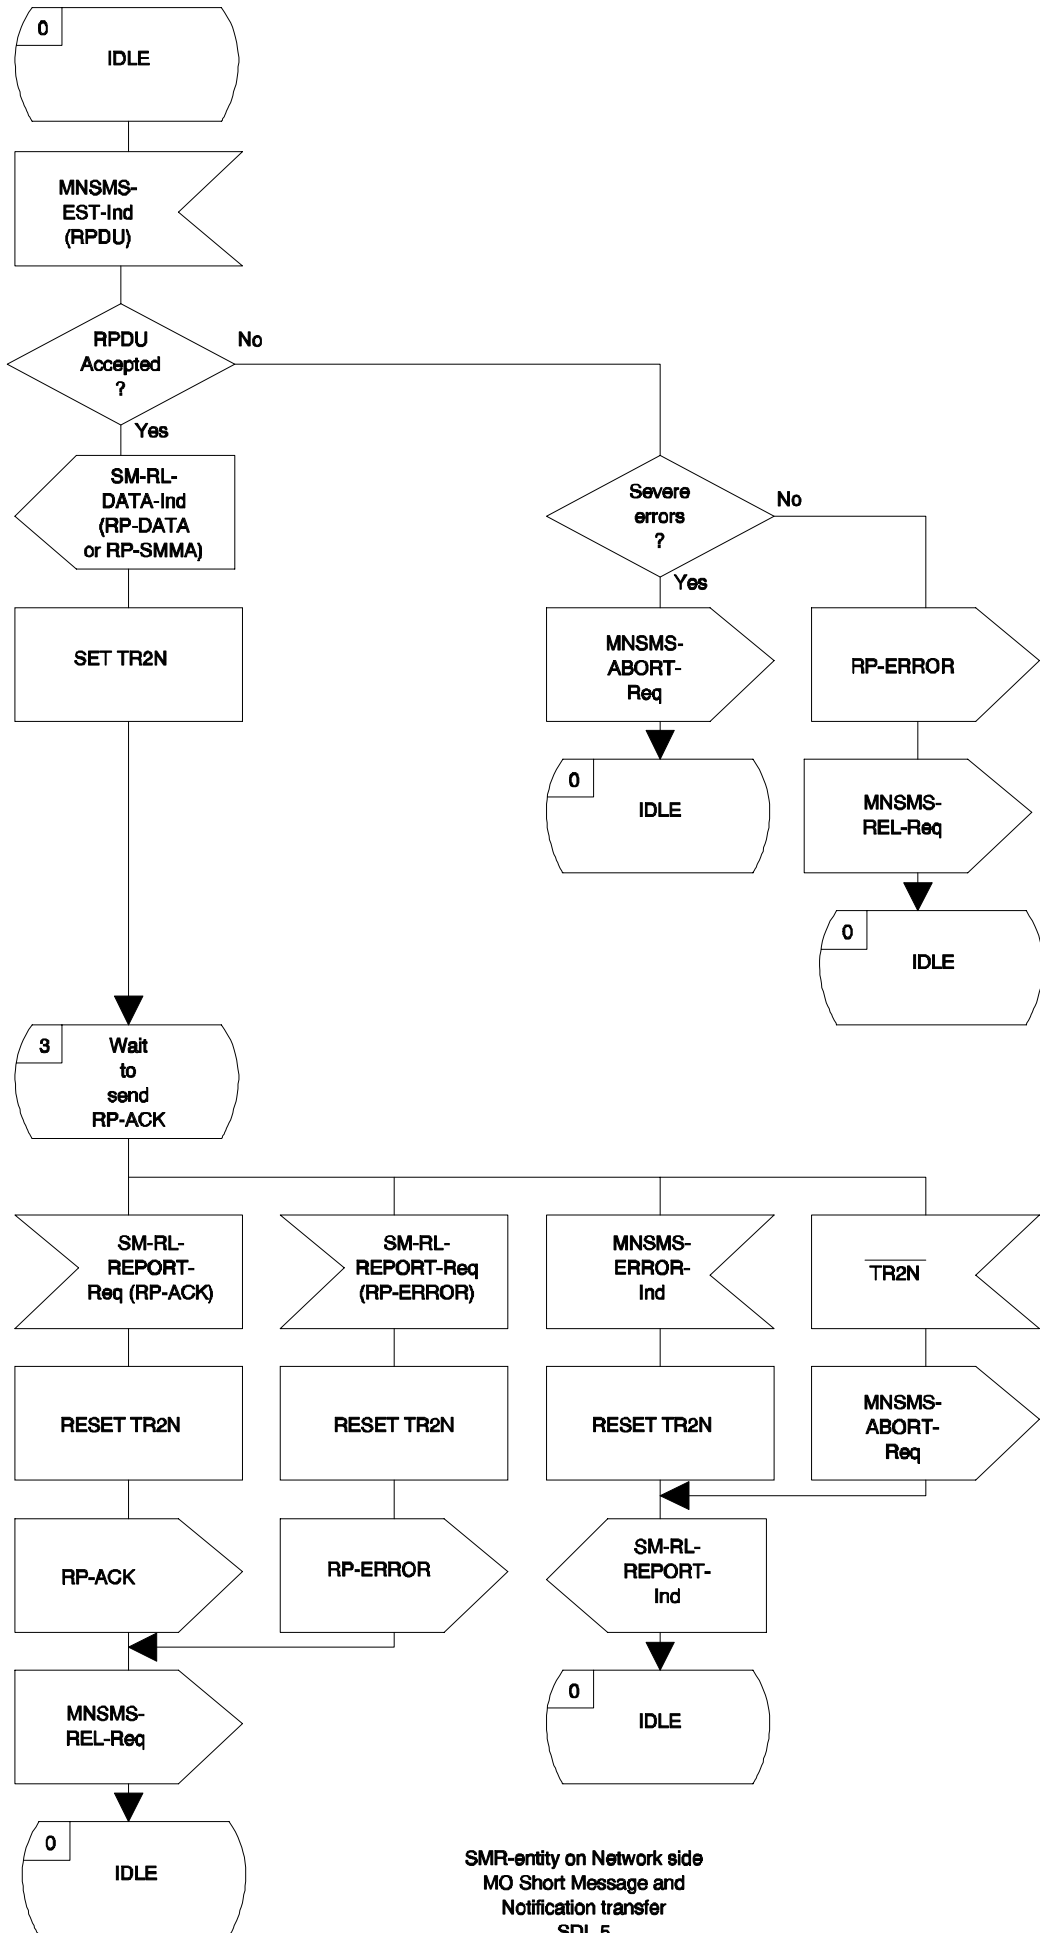 0
IDLE
MNSMS-
EST-Ind
(RPDU)
RPDU
Accepted
?
No
Yes
SM-RL-
DATA-Ind
(RP-DATA
or RP-SMMA)
SET TR2N
Severe
errors
?
No
Yes
MNSMS-
ABORT-
Req
RP-ERROR
0
IDLE
MNSMS-
REL-Req
0
IDLE
3
Wait
to
send
RP-ACK
SM-RL-
REPORT-
Req (RP-ACK)
SM-RL-
REPORT-Req
(RP-ERROR)
MNSMS-
ERROR-
Ind
TR2N
RESET TR2N
RESET TR2N
RESET TR2N
MNSMS-
ABORT-
Req
RP-ACK
RP-ERROR
SM-RL-
REPORT-
Ind
MNSMS-
REL-Req
0
IDLE
0
IDLE
SMR-entity on Network side
MO Short Message and
Notification transfer
SDL 5